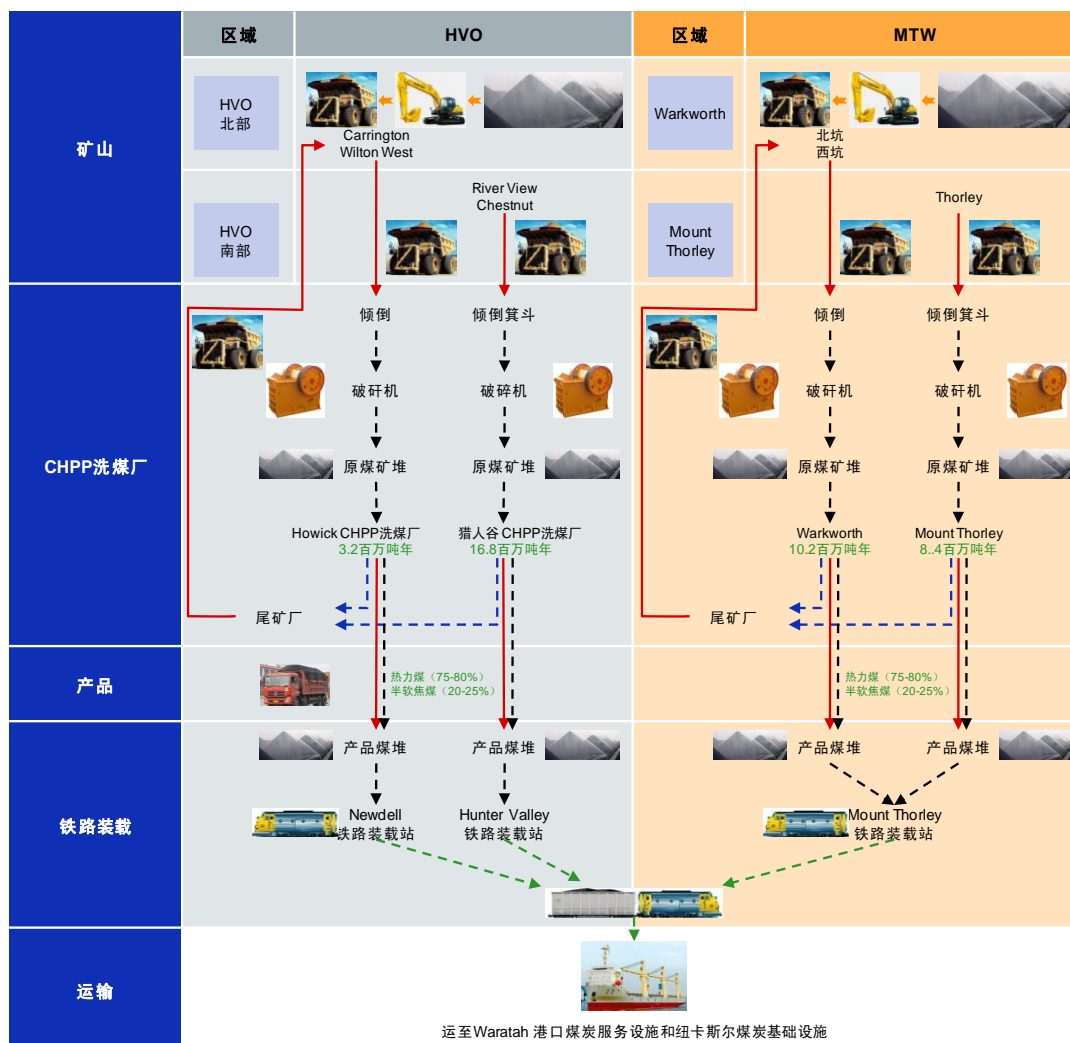 区域
HVO
区域
MTW
矿山
HVO
北部
Carrington
Wilton West
Warkworth
北坑
西坑
HVO
南部
River View
Chestnut
Mount
Thorley
Thorley
CHPP洗煤厂
倾倒
倾倒箕斗
倾倒
倾倒箕斗
破矸机
破碎机
破矸机
破矸机
原煤矿堆
原煤矿堆
原煤矿堆
原煤矿堆
Howick CHPP洗煤厂
3.2百万吨年
猎人谷 CHPP洗煤厂
16.8百万吨年
Warkworth
10.2百万吨年
Mount Thorley
8..4百万吨年
尾矿厂
尾矿厂
产品
热力煤（75-80%）
半软焦煤（20-25%）
热力煤（75-80%）
半软焦煤（20-25%）
铁路装载
产品煤堆
产品煤堆
产品煤堆
产品煤堆
Newdell
铁路装载站
Hunter Valley
铁路装载站
Mount Thorley
铁路装载站
运输
运至Waratah 港口煤炭服务设施和纽卡斯尔煤炭基础设施